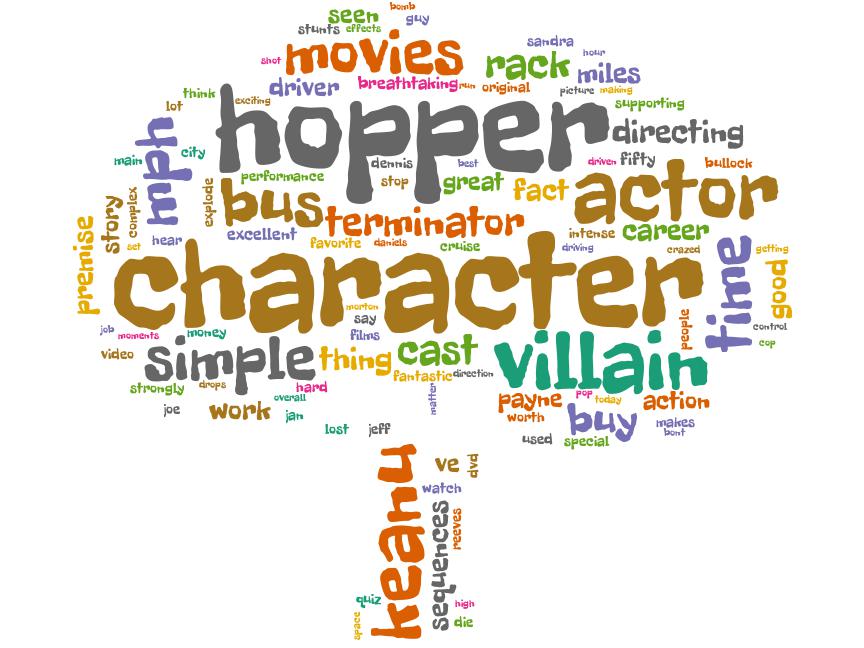 bomb
seen
guy
stunts effects
sandra
movies
hour
shot
rack
miles
driver
breathtaking
run
original
picture
making
think
exciting
lot
hopper
supporting
mph
directing
city
main
dennis
best
driven
fifty
bullock
performance
stop
great
fact
actor
explode
bus
complex
story
terminator
intense
career
premise
set
hear
excellent
favorite
daniels
cruise
driving
crazed
getting
character
time
good
morton
say
people
control
job
moments
money
films
cop
video
simple
thing
cast
villain
fantastic
direction
strongly
drops
hard
overall
matter
payne
pop
today
action
joe
work
jan
worth
buy
makes
bont
lost
jeff
used
special
keanu
ve
dvd
watch
sequences
reeves
quiz
high
space
die